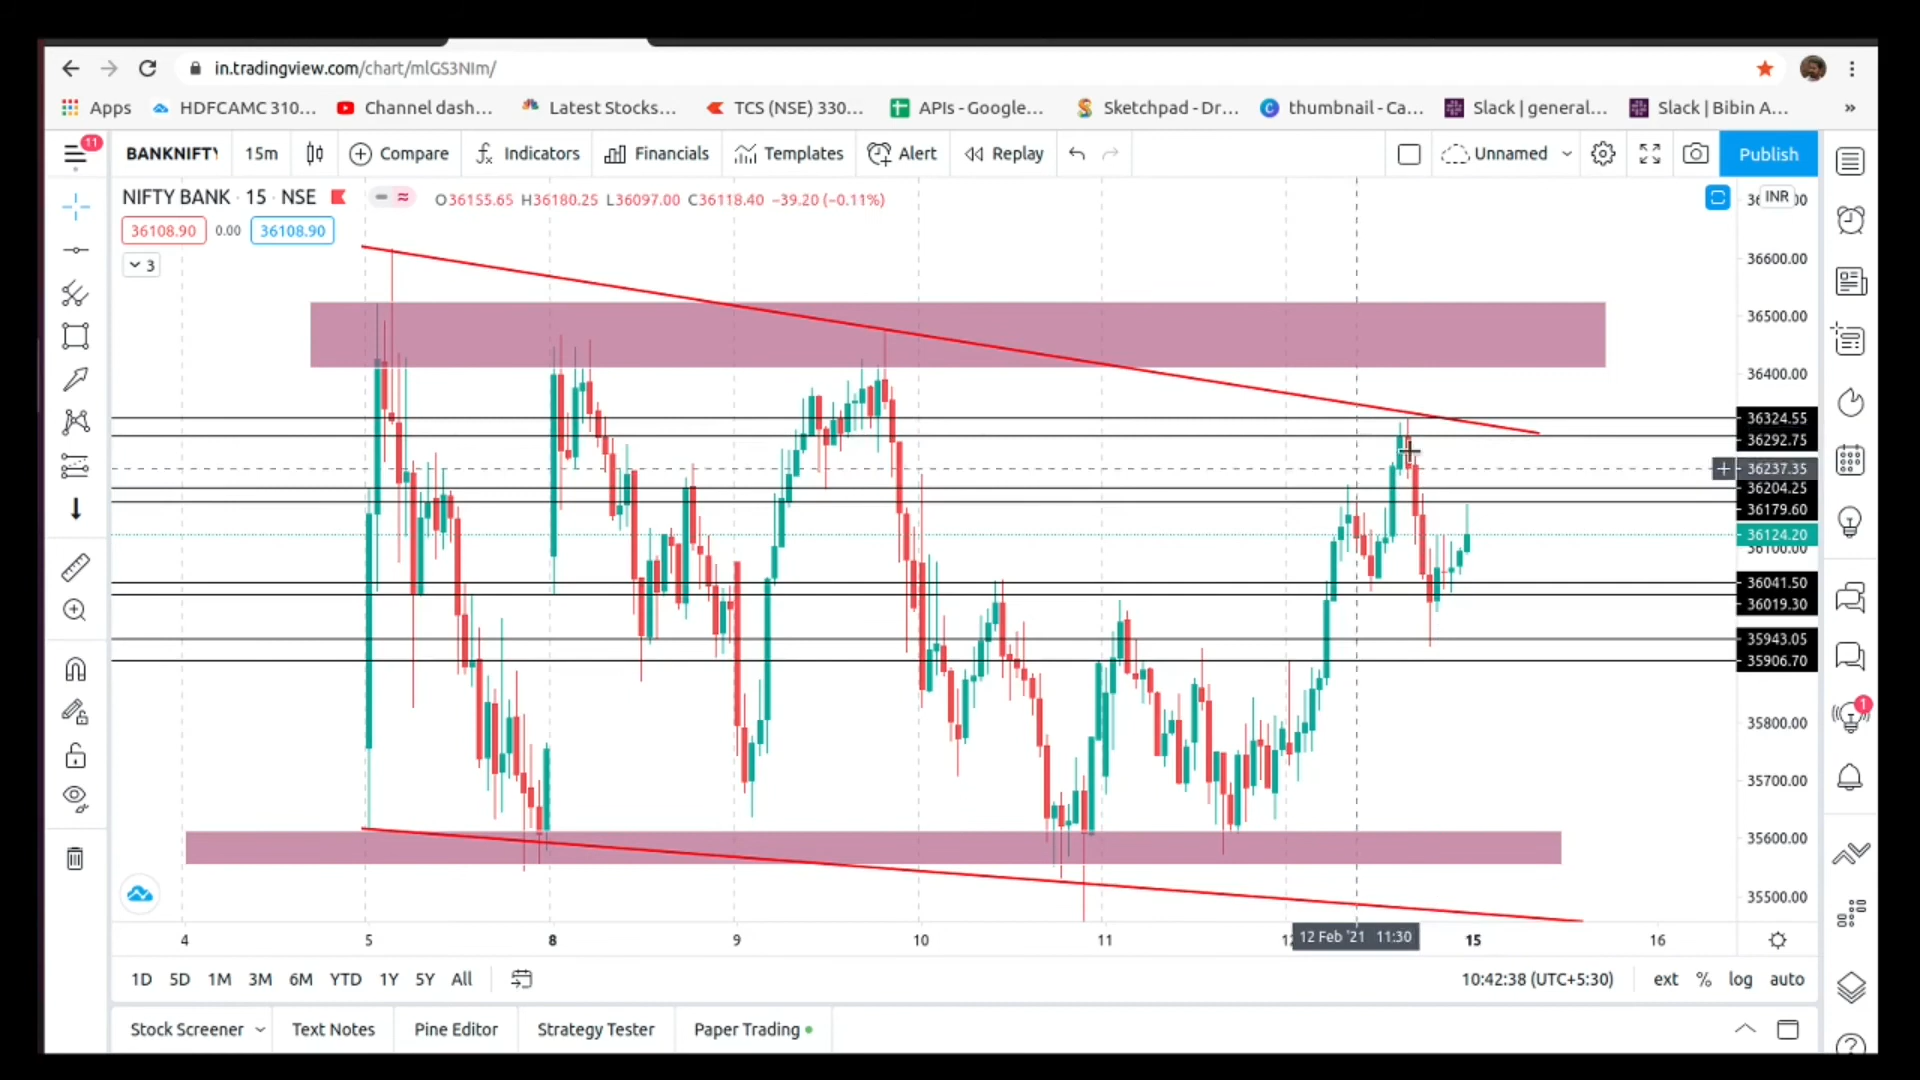 in.tradingview.com/chart/mlGS3NIm/
Apps HDFCAMC 310... Channel dash... Latest Stocks... TCS (NSE) 330... APIs - Google... Sketchpad - Dr... thumbnail - Ca... Slack | general... Slack | Bibin A... »
11 BANKNIFTY 15m Compare Indicators Financials Templates Alert Replay Unnamed Publish
NIFTY BANK · 15 · NSE O36155.65 H36180.25 L36097.00 C36118.40 −39.20 (−0.11%)
INR
36108.90 0.00 36108.90
3
36600.00
36500.00
36400.00
36324.55
36292.75
36237.35
36204.25
36179.60
36124.20
36100.00
36041.50
36019.30
35943.05
35906.70
1
35800.00
35700.00
35600.00
35500.00
4 5 8 9 10 11 12 Feb '21 11:30 15 16
1D 5D 1M 3M 6M YTD 1Y 5Y All 10:42:38 (UTC+5:30) ext % log auto
Stock Screener Text Notes Pine Editor Strategy Tester Paper Trading